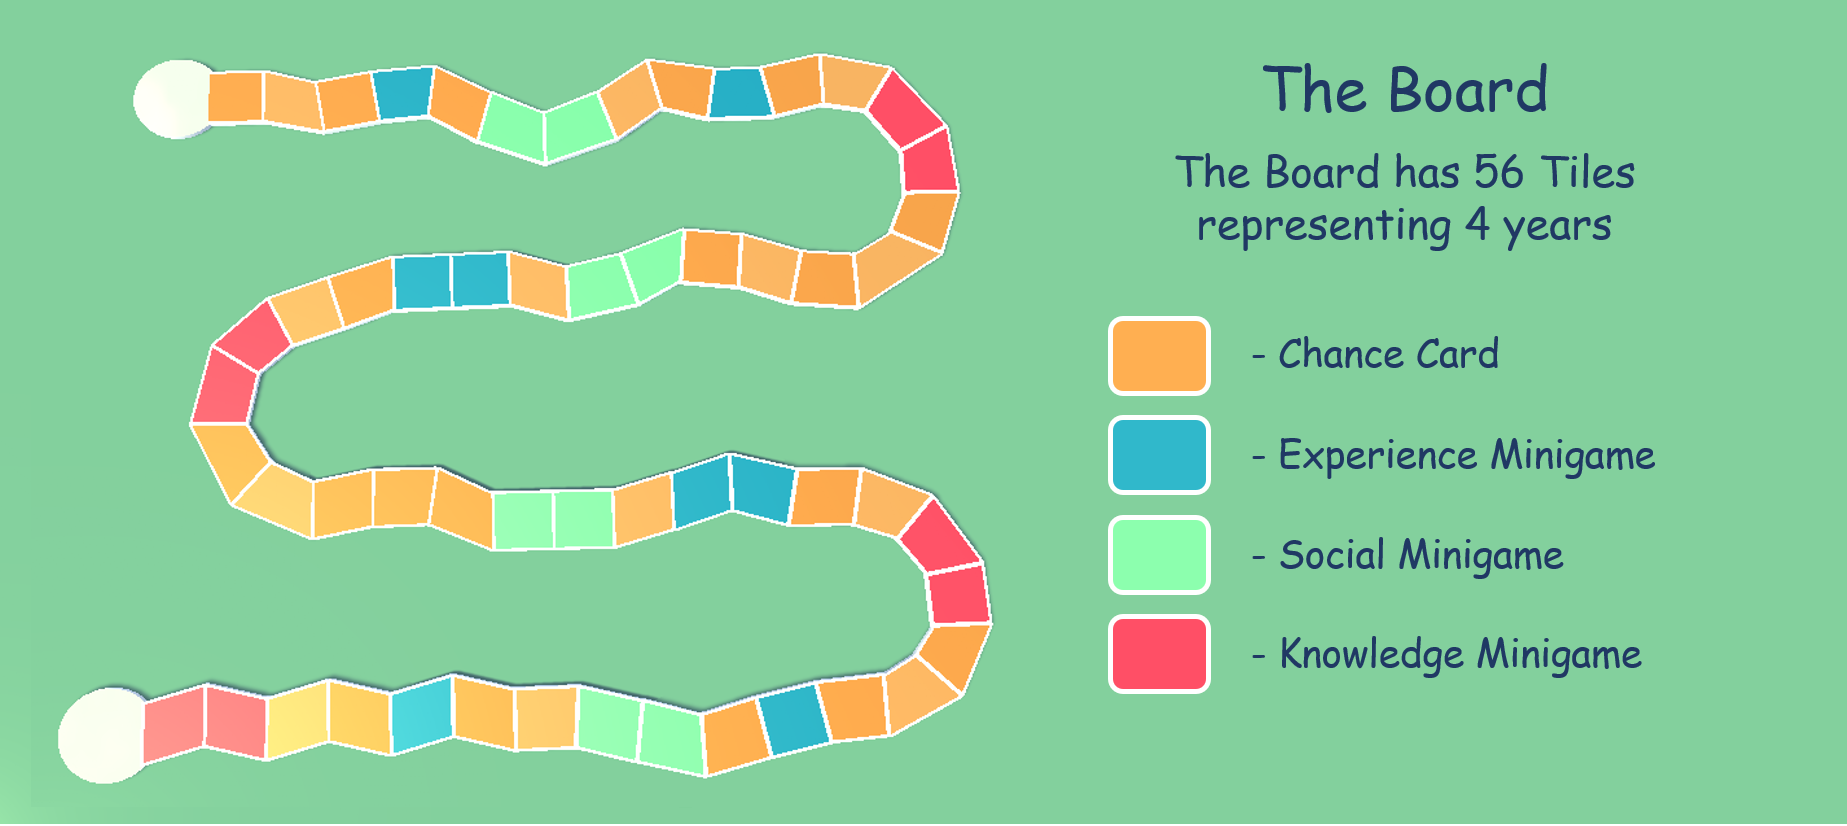 The Board
The Board has 56 Tiles
representing 4 years
- Chance Card
- Experience Minigame
- Social Minigame
- Knowledge Minigame